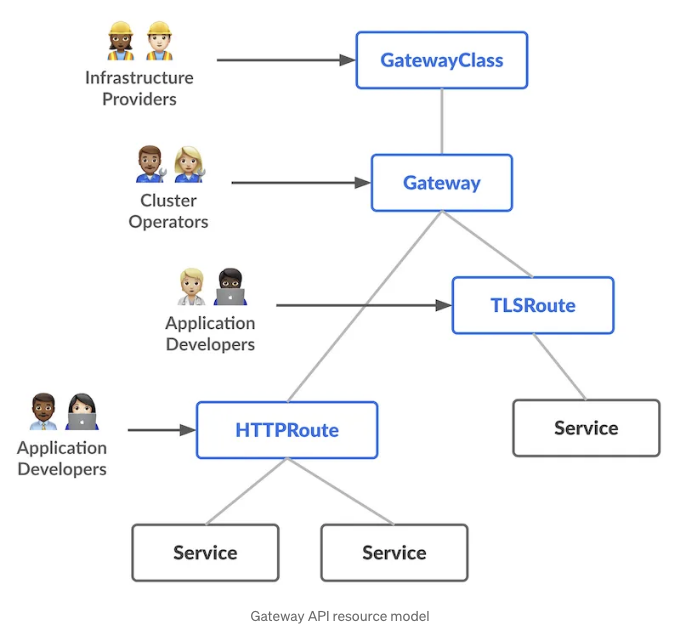 Infrastructure
Providers
GatewayClass
Cluster
Operators
Gateway
Application
Developers
TLSRoute
Application
Developers
HTTPRoute
Service
Service
Service
Gateway API resource model